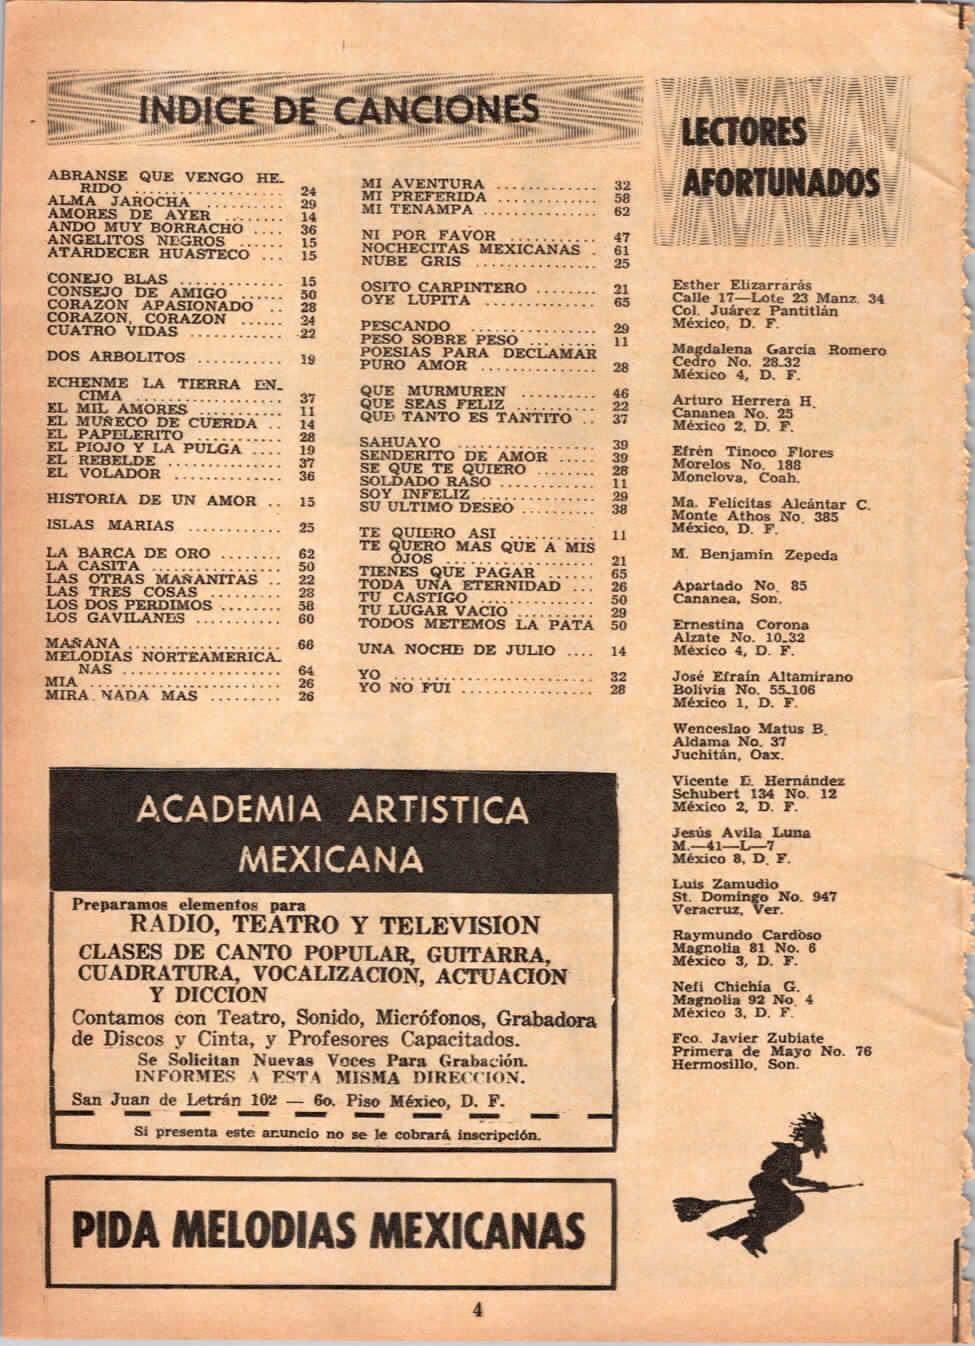 INDICE DE CANCIONES
ABRANSE QUE VENGO HE-
RIDO .................. 24
ALMA JAROCHA .......... 29
AMORES DE AYER ........ 14
ANDO MUY BORRACHO .... 36
ANGELITOS NEGROS ...... 15
ATARDECER HUASTECO ... 15
CONEJO BLAS ............ 15
CONSEJO DE AMIGO ...... 50
CORAZON APASIONADO .. 28
CORAZON, CORAZON ...... 24
CUATRO VIDAS ............ 22
DOS ARBOLITOS .......... 19
ECHENME LA TIERRA EN-
CIMA .................. 37
EL MIL AMORES .......... 11
EL MUÑECO DE CUERDA .. 14
EL PAPELERITO .......... 28
EL PIOJO Y LA PULGA .... 19
EL REBELDE .............. 37
EL VOLADOR .............. 36
HISTORIA DE UN AMOR .. 15
ISLAS MARIAS ........... 25
LA BARCA DE ORO ........ 62
LA CASITA ................ 50
LAS OTRAS MAÑANITAS .. 22
LAS TRES COSAS ......... 28
LOS DOS PERDIMOS ........ 58
LOS GAVILANES ........... 60
MAÑANA ................... 66
MELODIAS NORTEAMERICA-
NAS .................... 64
MIA ......................... 26
MIRA NADA MAS ......... 26
MI AVENTURA ............ 32
MI PREFERIDA ........... 58
MI TENAMPA .............. 62
NI POR FAVOR ........... 47
NOCHECITAS MEXICANAS . 61
NUBE GRIS ............... 25
OSITO CARPINTERO ...... 21
OYE LUPITA .............. 65
PESCANDO ............... 29
PESO SOBRE PESO ........ 11
POESIAS PARA DECLAMAR
PURO AMOR .............. 28
QUE MURMUREN ......... 46
QUE SEAS FELIZ .......... 22
QUE TANTO ES TANTITO .. 37
SAHUAYO ................. 39
SENDERITO DE AMOR ..... 39
SE QUE TE QUIERO ....... 28
SOLDADO RASO ........... 11
SOY INFELIZ .............. 29
SU ULTIMO DESEO ......... 38
TE QUIERO ASI ........... 11
TE QUERO MAS QUE A MIS
OJOS .................... 21
TIENES QUE PAGAR ...... 65
TODA UNA ETERNIDAD ... 26
TU CASTIGO .............. 50
TU LUGAR VACIO ......... 29
TODOS METEMOS LA PATA 50
UNA NOCHE DE JULIO .... 14
YO ......................... 32
YO NO FUI ................ 28
LECTORES
AFORTUNADOS
Esther Elizarrarás
Calle 17—Lote 23 Manz. 34
Col. Juárez Pantitlán
México, D. F.
Magdalena García Romero
Cedro No. 28-32
México 4, D. F.
Arturo Herrera H.
Cananea No. 25
México 2, D. F.
Efrén Tinoco Flores
Morelos No. 188
Monclova, Coah.
Ma. Felícitas Alcántar C.
Monte Athos No. 385
México, D. F.
M. Benjamín Zepeda
Apartado No. 85
Cananea, Son.
Ernestina Corona
Alzate No. 10-32
México 4, D. F.
José Efraín Altamirano
Bolivia No. 55-106
México 1, D. F.
Wenceslao Matus B.
Aldama No. 37
Juchitán, Oax.
Vicente E. Hernández
Schubert 134 No. 12
México 2, D. F.
Jesús Avila Luna
M.—41—L—7
México 8, D. F.
Luis Zamudio
St. Domingo No. 947
Veracruz, Ver.
Raymundo Cardoso
Magnolia 81 No. 6
México 3, D. F.
Nefi Chichía G.
Magnolia 92 No. 4
México 3, D. F.
Fco. Javier Zubiate
Primera de Mayo No. 76
Hermosillo, Son.
ACADEMIA ARTISTICA
MEXICANA
Preparamos elementos para
RADIO, TEATRO Y TELEVISION
CLASES DE CANTO POPULAR, GUITARRA,
CUADRATURA, VOCALIZACION, ACTUACION
Y DICCION
Contamos con Teatro, Sonido, Micrófonos, Grabadora
de Discos y Cinta, y Profesores Capacitados.
Se Solicitan Nuevas Voces Para Grabación.
INFORMES A ESTA MISMA DIRECCION.
San Juan de Letrán 102 — 6o. Piso México, D. F.
Si presenta este anuncio no se le cobrará inscripción.
PIDA MELODIAS MEXICANAS
4